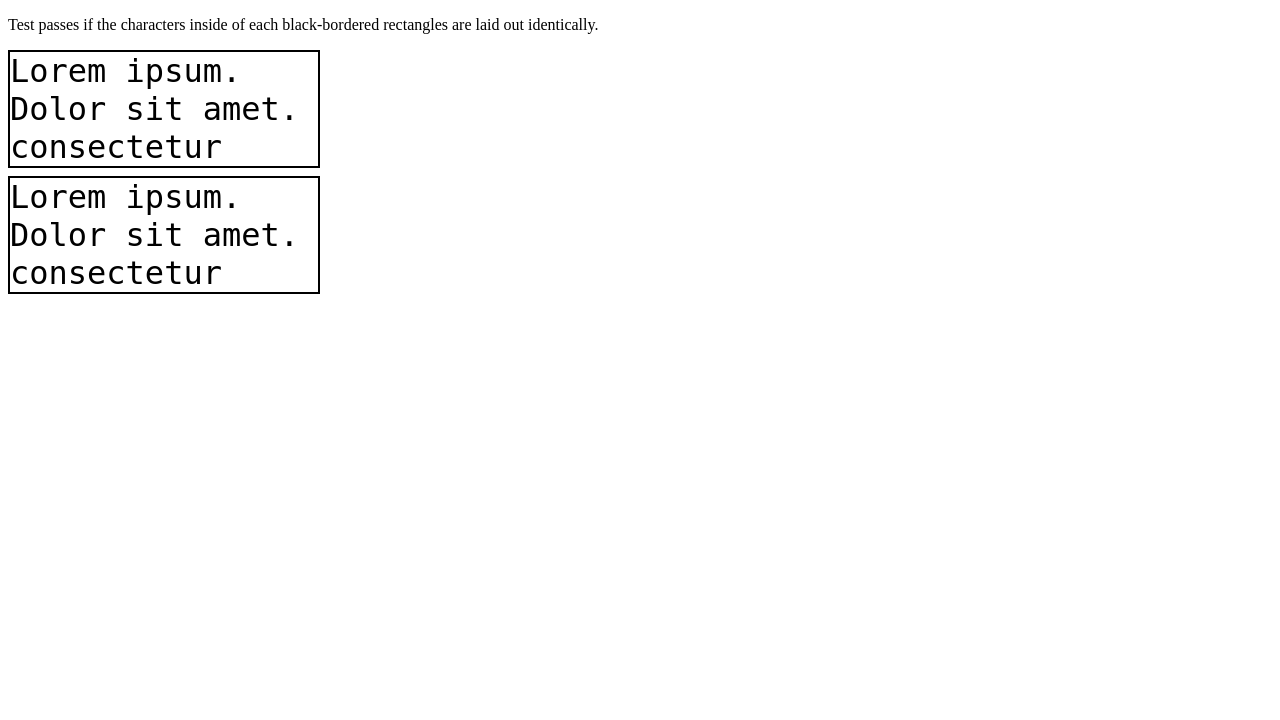 Test passes if the characters inside of each black-bordered rectangles are laid out identically.
Lorem ipsum.
Dolor sit amet.
consectetur
Lorem ipsum.
Dolor sit amet.
consectetur